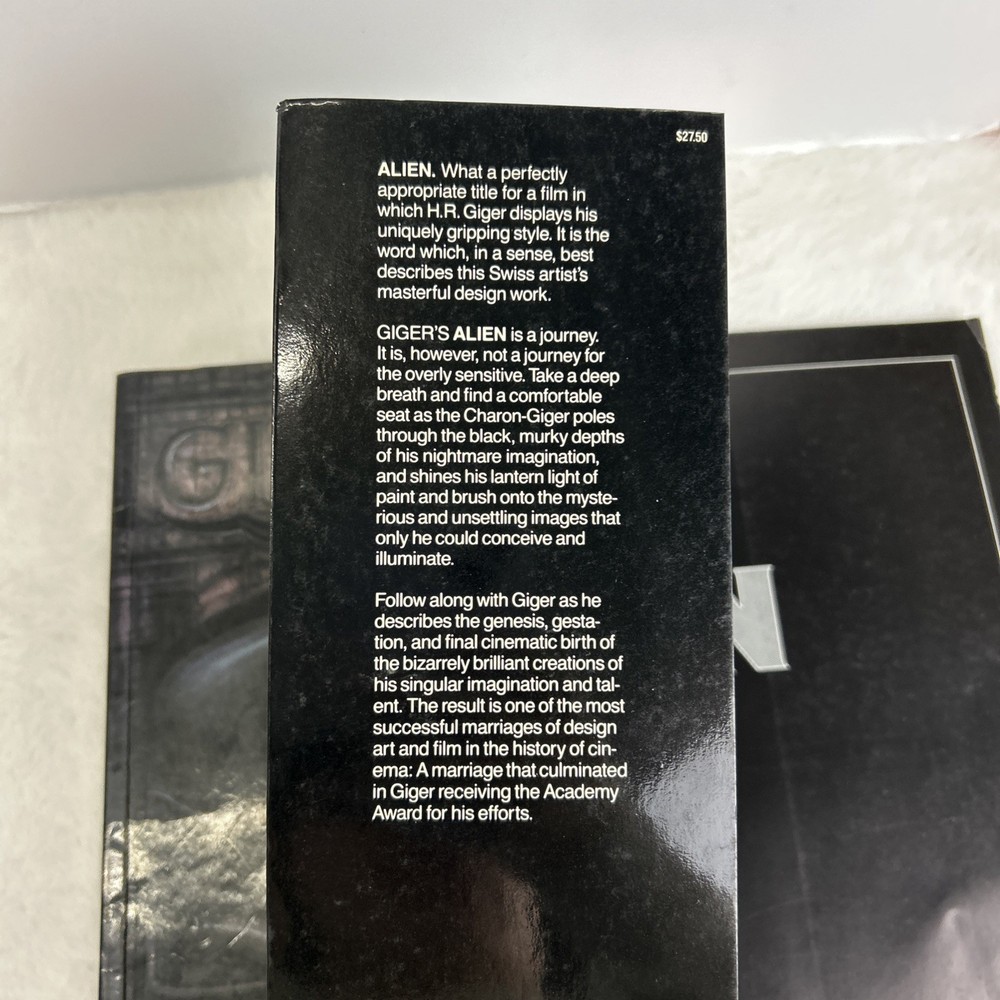 $27.50
ALIEN. What a perfectly
appropriate title for a film in
which H.R. Giger displays his
uniquely gripping style. It is the
word which, in a sense, best
describes this Swiss artist's
masterful design work.
GIGER'S ALIEN is a journey.
It is, however, not a journey for
the overly sensitive. Take a deep
breath and find a comfortable
seat as the Charon-Giger poles
through the black, murky depths
of his nightmare imagination,
and shines his lantern light of
paint and brush onto the myste-
rious and unsettling images that
only he could conceive and
illuminate.
Follow along with Giger as he
describes the genesis, gesta-
tion, and final cinematic birth of
the bizarrely brilliant creations of
his singular imagination and tal-
ent. The result is one of the most
successful marriages of design
art and film in the history of cin-
ema: A marriage that culminated
in Giger receiving the Academy
Award for his efforts.